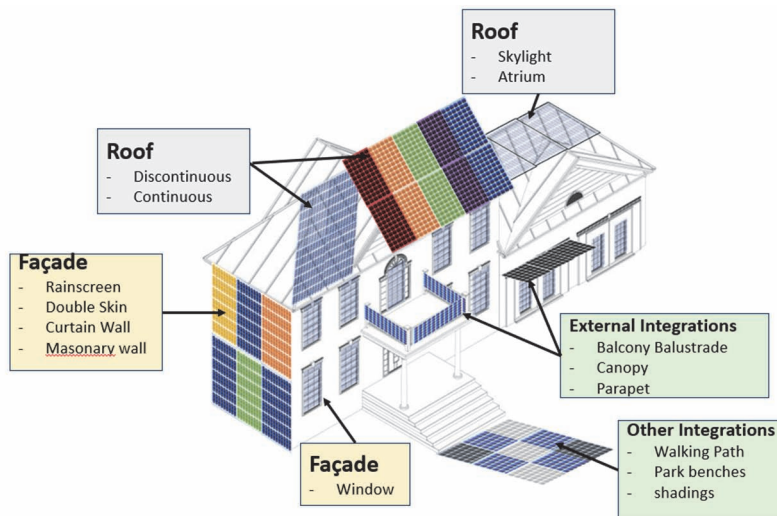 Roof
- Skylight
- Atrium
Roof
- Discontinuous
- Continuous
Façade
- Rainscreen
- Double Skin
- Curtain Wall
- Masonary wall
External Integrations
- Balcony Balustrade
- Canopy
- Parapet
Other Integrations
- Walking Path
- Park benches
- shadings
Façade
- Window